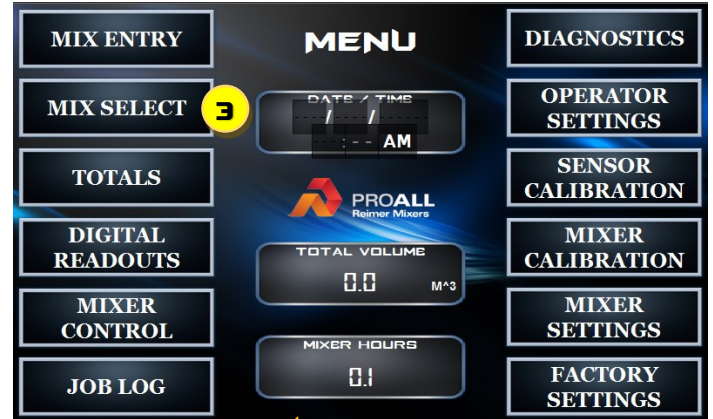 MIX ENTRY
MIX SELECT
3
TOTALS
DIGITAL
READOUTS
MIXER
CONTROL
JOB LOG
MENU
DATE / TIME
--/--/----
--:-- AM
PROALL
Reimer Mixers
TOTAL VOLUME
0.0 M^3
MIXER HOURS
0.1
DIAGNOSTICS
OPERATOR
SETTINGS
SENSOR
CALIBRATION
MIXER
CALIBRATION
MIXER
SETTINGS
FACTORY
SETTINGS